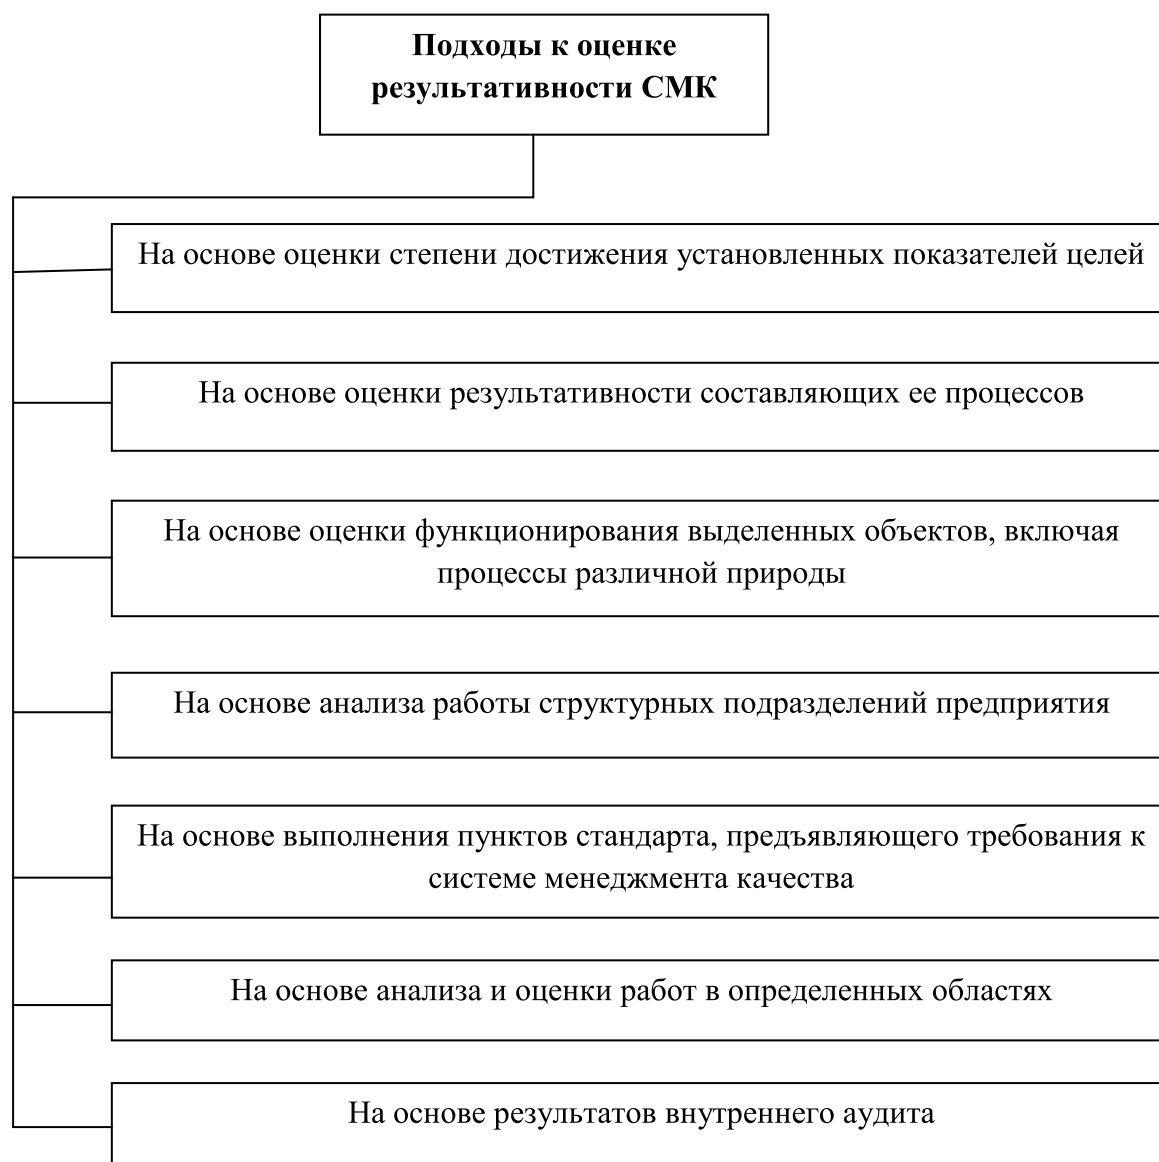 Подходы к оценке
результативности СМК
На основе оценки степени достижения установленных показателей целей
На основе оценки результативности составляющих ее процессов
На основе оценки функционирования выделенных объектов, включая
процессы различной природы
На основе анализа работы структурных подразделений предприятия
На основе выполнения пунктов стандарта, предъявляющего требования к
системе менеджмента качества
На основе анализа и оценки работ в определенных областях
На основе результатов внутреннего аудита